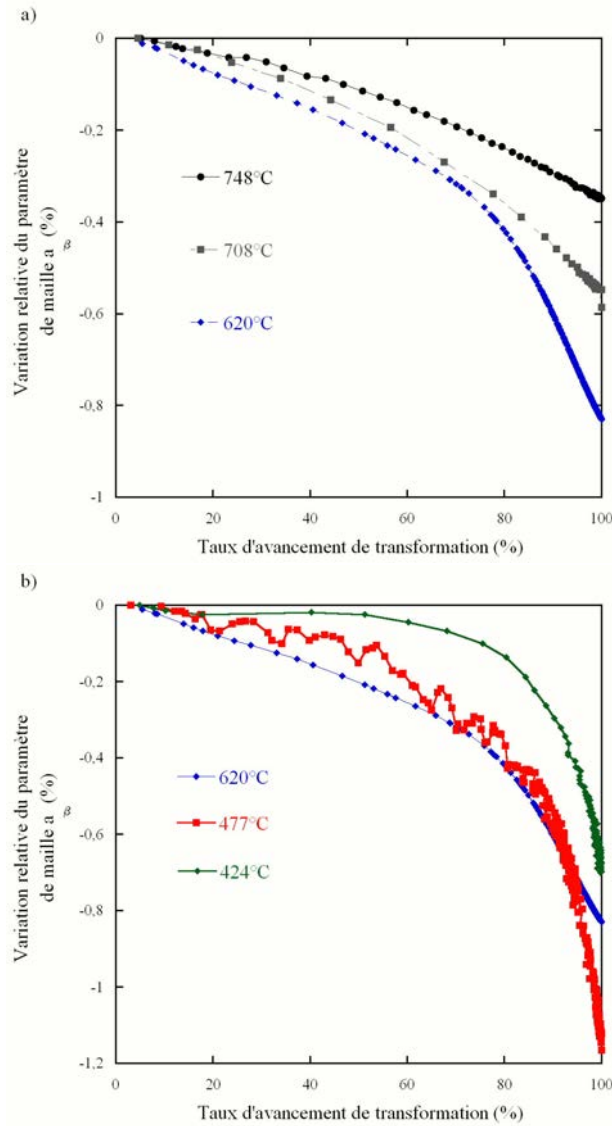 a)
0
-0.2
-0.4
-0.6
-0.8
-1
Variation relative du paramètre
de maille a β (%)
748°C
708°C
620°C
0 20 40 60 80 100
Taux d'avancement de transformation (%)
b)
0
-0.2
-0.4
-0.6
-0.8
-1
-1.2
Variation relative du paramètre
de maille a β (%)
620°C
477°C
424°C
0 20 40 60 80 100
Taux d'avancement de transformation (%)